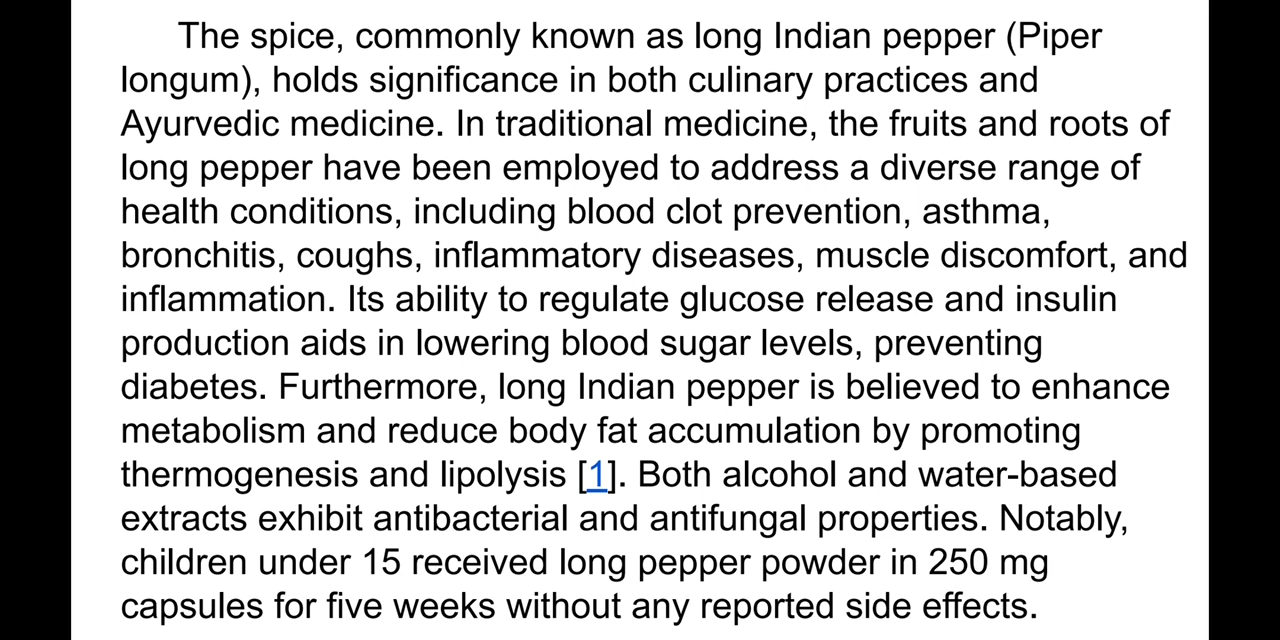 The spice, commonly known as long Indian pepper (Piper
longum), holds significance in both culinary practices and
Ayurvedic medicine. In traditional medicine, the fruits and roots of
long pepper have been employed to address a diverse range of
health conditions, including blood clot prevention, asthma,
bronchitis, coughs, inflammatory diseases, muscle discomfort, and
inflammation. Its ability to regulate glucose release and insulin
production aids in lowering blood sugar levels, preventing
diabetes. Furthermore, long Indian pepper is believed to enhance
metabolism and reduce body fat accumulation by promoting
thermogenesis and lipolysis [1]. Both alcohol and water-based
extracts exhibit antibacterial and antifungal properties. Notably,
children under 15 received long pepper powder in 250 mg
capsules for five weeks without any reported side effects.